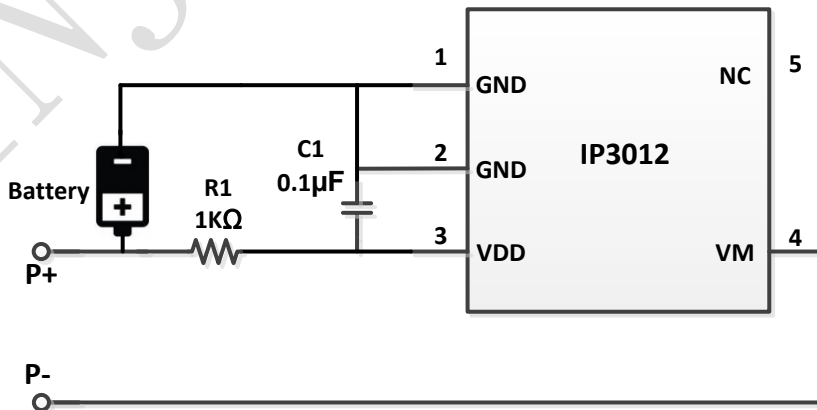 1
GND
NC
5
2
GND
IP3012
C1
0.1μF
Battery
R1
1KΩ
3
VDD
VM
4
P+
P-